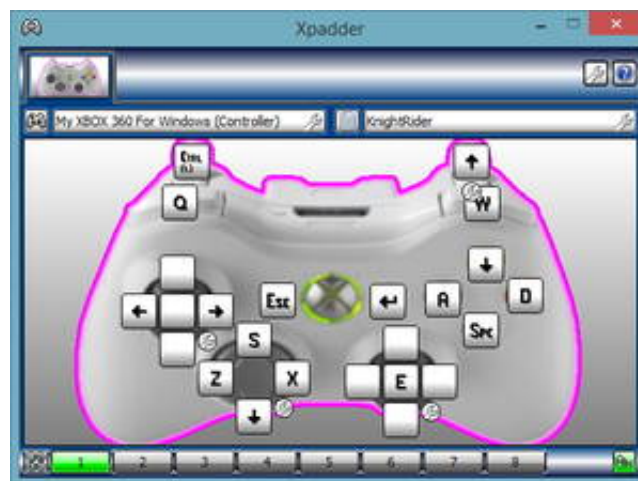 Xpadder
My XBOX 360 For Windows (Controller) KnightRider
CTRL ↑
(L)
Q W
↓
← → Esc ↵ A D
S Spc
Z X E
↓
1 2 3 4 5 6 7 8